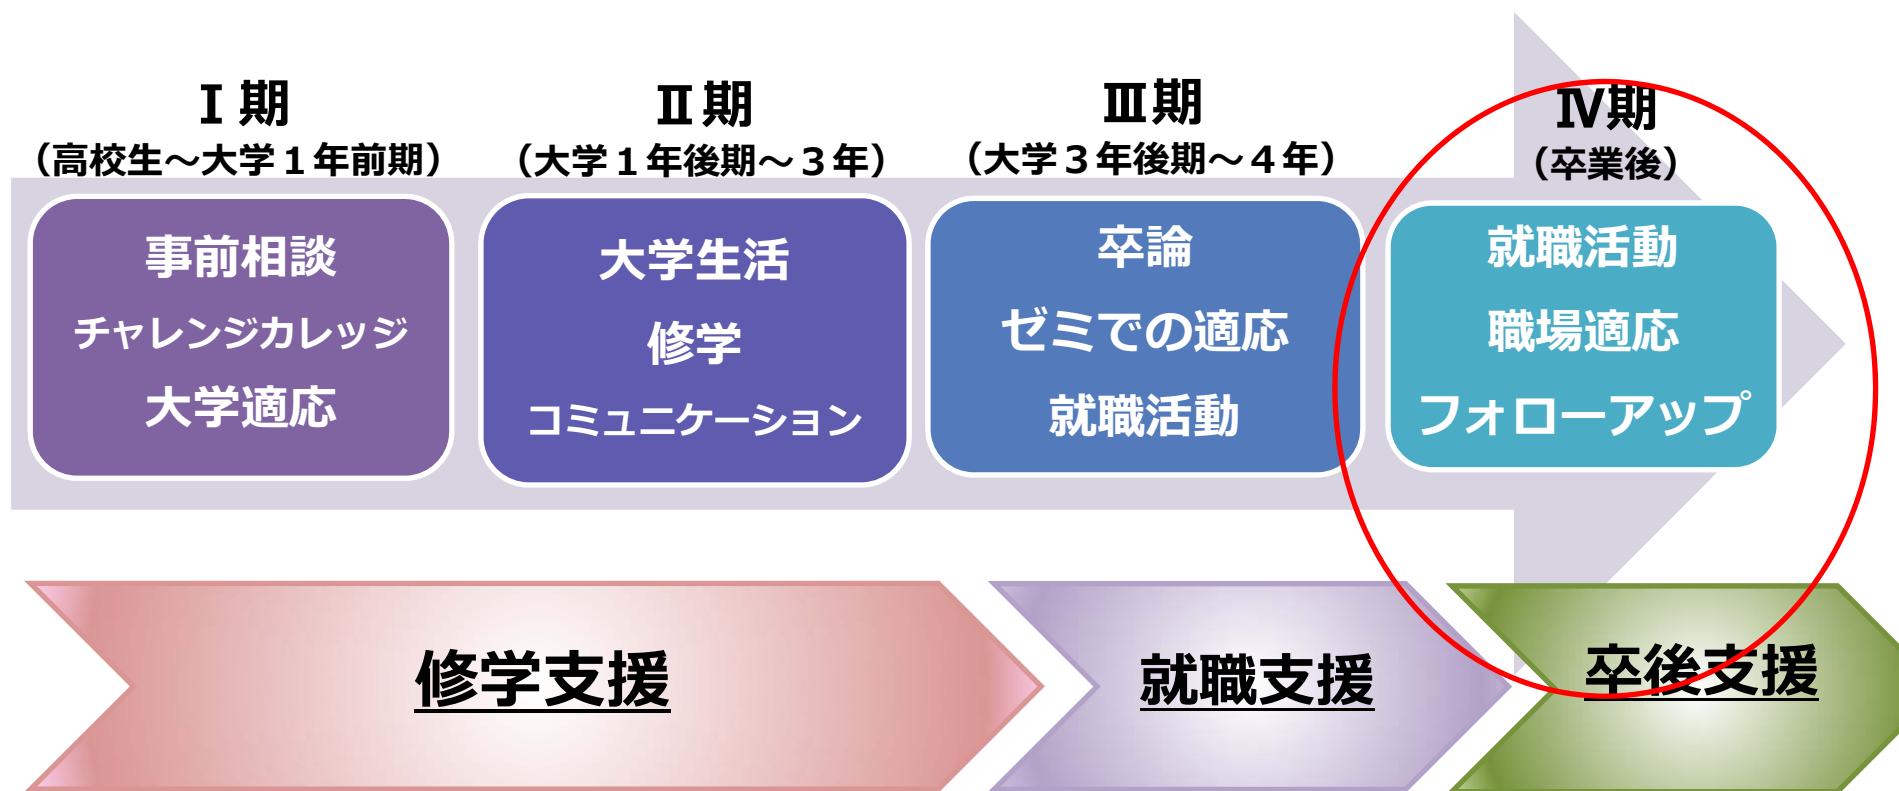 Ⅰ期
（高校生～大学１年前期）
事前相談
チャレンジカレッジ
大学適応
Ⅱ期
（大学１年後期～３年）
大学生活
修学
コミュニケーション
Ⅲ期
（大学３年後期～４年）
卒論
ゼミでの適応
就職活動
Ⅳ期
（卒業後）
就職活動
職場適応
フォローアップ
修学支援
就職支援
卒後支援